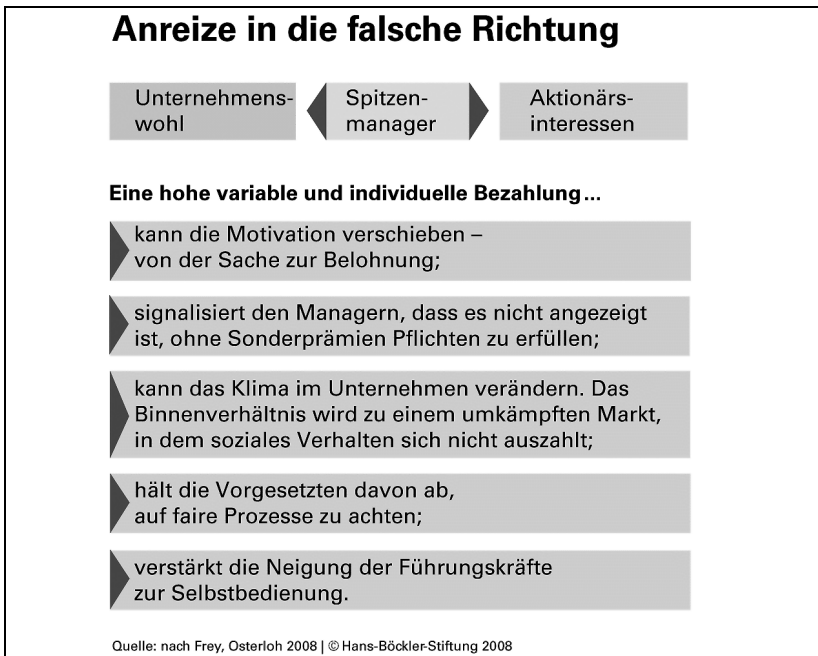 Anreize in die falsche Richtung
Unternehmens-
wohl
Spitzen-
manager
Aktionärs-
interessen
Eine hohe variable und individuelle Bezahlung...
kann die Motivation verschieben –
von der Sache zur Belohnung;
signalisiert den Managern, dass es nicht angezeigt
ist, ohne Sonderprämien Pflichten zu erfüllen;
kann das Klima im Unternehmen verändern. Das
Binnenverhältnis wird zu einem umkämpften Markt,
in dem soziales Verhalten sich nicht auszahlt;
hält die Vorgesetzten davon ab,
auf faire Prozesse zu achten;
verstärkt die Neigung der Führungskräfte
zur Selbstbedienung.
Quelle: nach Frey, Osterloh 2008 | © Hans-Böckler-Stiftung 2008